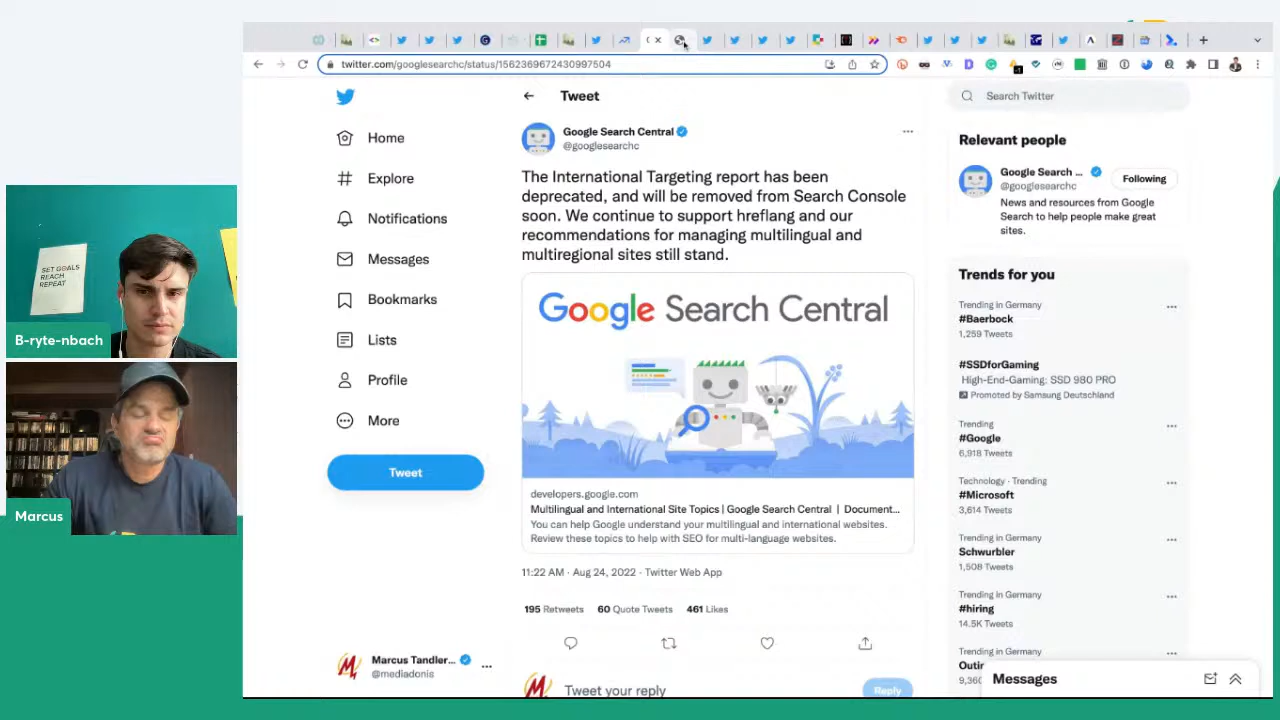 twitter.com/googlesearchc/status/1562369672430997504
SET GOALS
REACH
REPEAT
B-ryte-nbach
Marcus
Home
Explore
Notifications
Messages
Bookmarks
Lists
Profile
More
Tweet
Marcus Tandler...
@mediadonis
Tweet
Google Search Central
@googlesearchc
The International Targeting report has been
deprecated, and will be removed from Search Console
soon. We continue to support hreflang and our
recommendations for managing multilingual and
multiregional sites still stand.
Google Search Central
developers.google.com
Multilingual and International Site Topics | Google Search Central | Document...
You can help Google understand your multilingual and international websites.
Review these topics to help with SEO for multi-language websites.
11:22 AM · Aug 24, 2022 · Twitter Web App
195 Retweets 60 Quote Tweets 461 Likes
Tweet your reply
Reply
Search Twitter
Relevant people
Google Search ...
@googlesearchc
Following
News and resources from Google
Search to help people make great
sites.
Trends for you
Trending in Germany
#Baerbock
1,259 Tweets
#SSDforGaming
High-End-Gaming: SSD 980 PRO
Promoted by Samsung Deutschland
Trending
#Google
6,918 Tweets
Technology · Trending
#Microsoft
3,614 Tweets
Trending in Germany
Schwurbler
1,508 Tweets
Trending in Germany
#hiring
14.5K Tweets
Trending in Germany
Outir
9,360
Messages